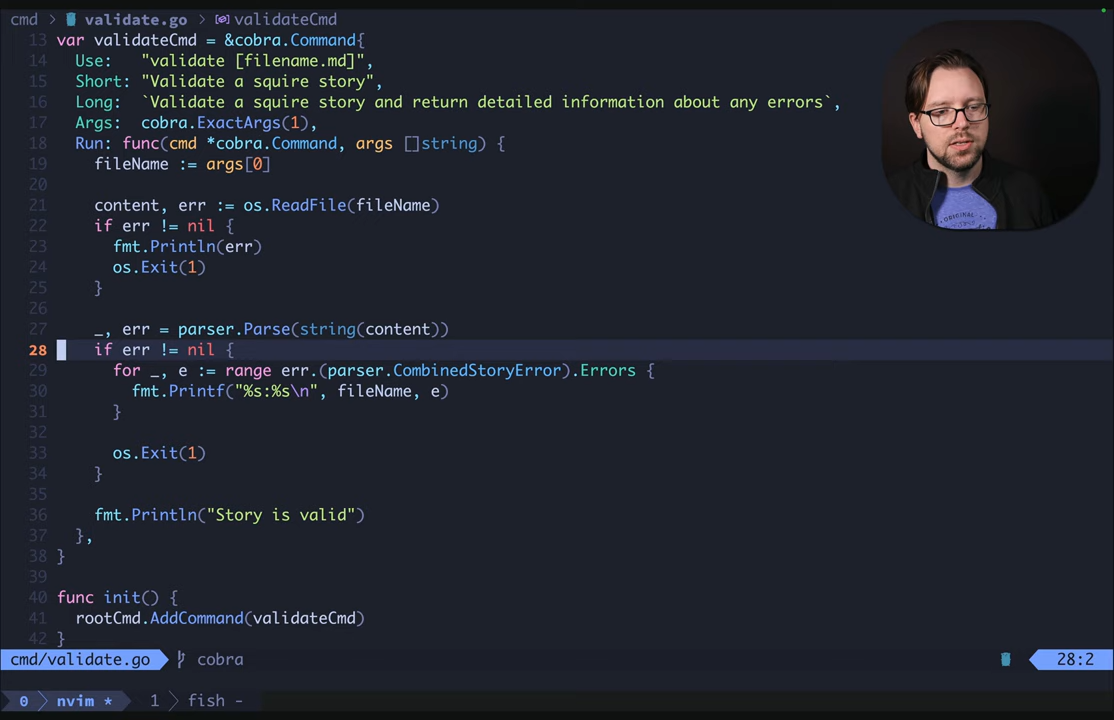 cmd > validate.go > validateCmd
13 var validateCmd = &cobra.Command{
14 Use: "validate [filename.md]",
15 Short: "Validate a squire story",
16 Long: `Validate a squire story and return detailed information about any errors`,
17 Args: cobra.ExactArgs(1),
18 Run: func(cmd *cobra.Command, args []string) {
19 fileName := args[0]
20
21 content, err := os.ReadFile(fileName)
22 if err != nil {
23 fmt.Println(err)
24 os.Exit(1)
25 }
26
27 _, err = parser.Parse(string(content))
28 if err != nil {
29 for _, e := range err.(parser.CombinedStoryError).Errors {
30 fmt.Printf("%s:%s\n", fileName, e)
31 }
32
33 os.Exit(1)
34 }
35
36 fmt.Println("Story is valid")
37 },
38 }
39
40 func init() {
41 rootCmd.AddCommand(validateCmd)
42 }
cmd/validate.go cobra 28:2
0 nvim * 1 fish -
ORIGINAL